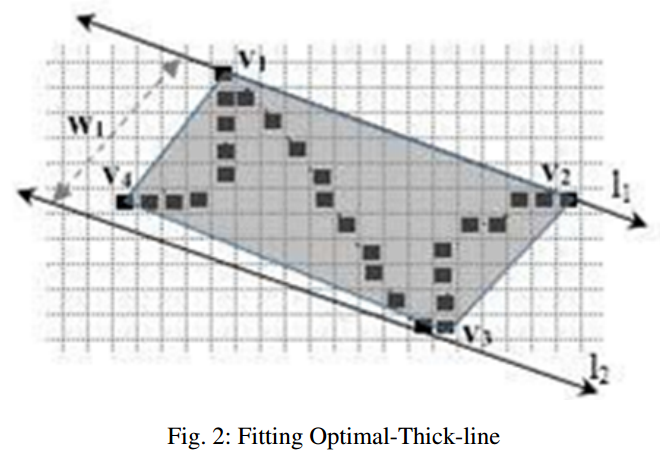 V1
W1
V4
V2
l1
V3
l2
Fig. 2: Fitting Optimal-Thick-line